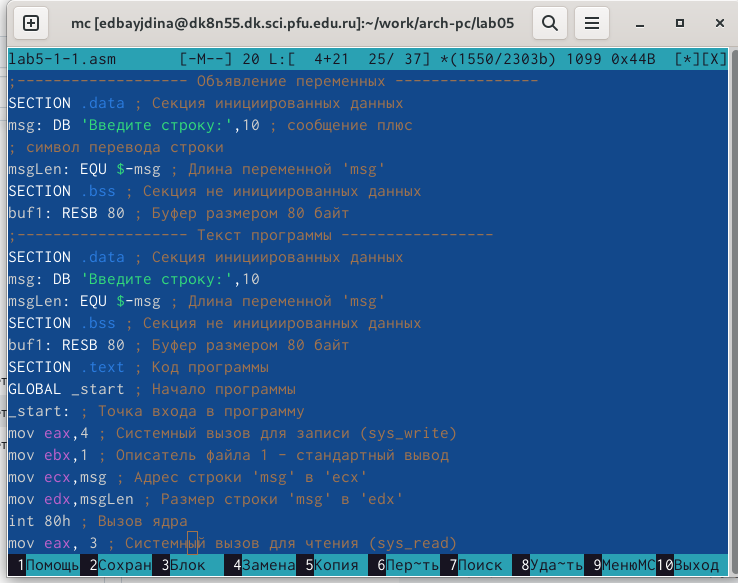 mc [edbayjdina@dk8n55.dk.sci.pfu.edu.ru]:~/work/arch-pc/lab05
lab5-1-1.asm [-M--] 20 L:[ 4+21 25/ 37] *(1550/2303b) 1099 0x44B [*][X]
;------------------- Объявление переменных ----------------
SECTION .data ; Секция инициированных данных
msg: DB 'Введите строку:',10 ; сообщение плюс
; символ перевода строки
msgLen: EQU $-msg ; Длина переменной 'msg'
SECTION .bss ; Секция не инициированных данных
buf1: RESB 80 ; Буфер размером 80 байт
;------------------- Текст программы -----------------
SECTION .data ; Секция инициированных данных
msg: DB 'Введите строку:',10
msgLen: EQU $-msg ; Длина переменной 'msg'
SECTION .bss ; Секция не инициированных данных
buf1: RESB 80 ; Буфер размером 80 байт
SECTION .text ; Код программы
GLOBAL _start ; Начало программы
_start: ; Точка входа в программу
mov eax,4 ; Системный вызов для записи (sys_write)
mov ebx,1 ; Описатель файла 1 - стандартный вывод
mov ecx,msg ; Адрес строки 'msg' в 'ecx'
mov edx,msgLen ; Размер строки 'msg' в 'edx'
int 80h ; Вызов ядра
mov eax, 3 ; Системный вызов для чтения (sys_read)
1Помощь 2Сохран 3Блок 4Замена 5Копия 6Пер~ть 7Поиск 8Уда~ть 9МенюMC 10Выход